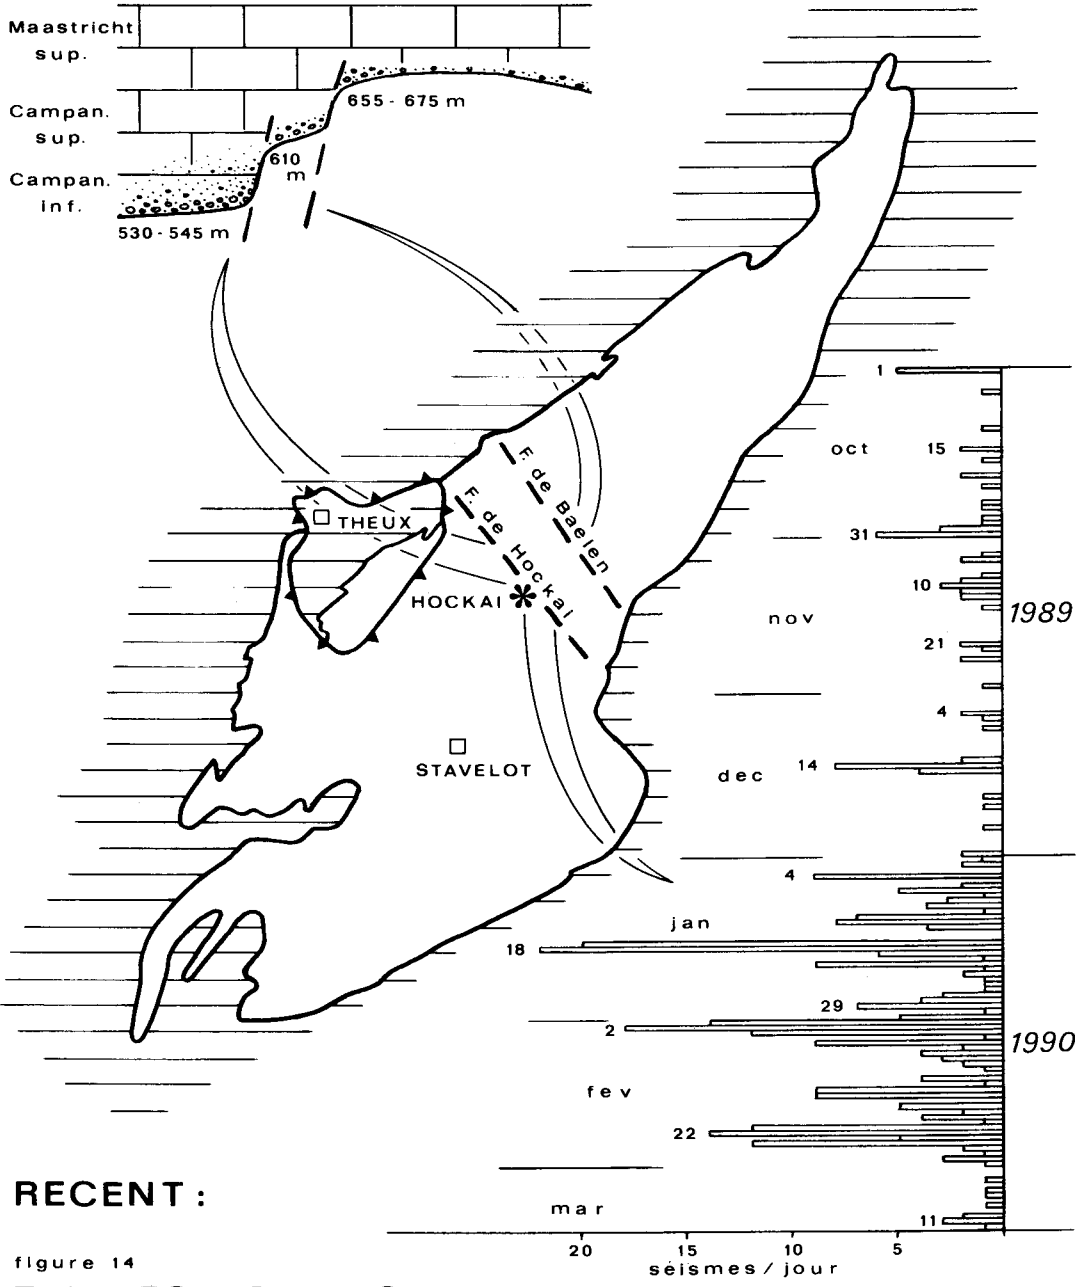 Maastricht
sup.
655 - 675 m
Campan.
sup.
610
m
Campan.
inf.
530 - 545 m
1
oct
15
F. de Baelen
THEUX
F. de Hockai
31
10
HOCKAI
nov
1989
21
4
STAVELOT
dec
14
4
jan
18
29
2
1990
fev
22
RECENT :
mar
11
20
15
10
5
séismes / jour
figure 14